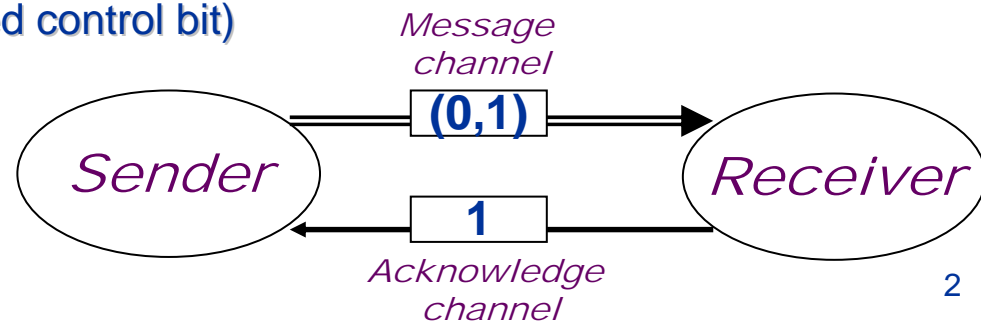 d control bit)
Message
channel
(0,1)
Sender
Receiver
1
Acknowledge
channel
2